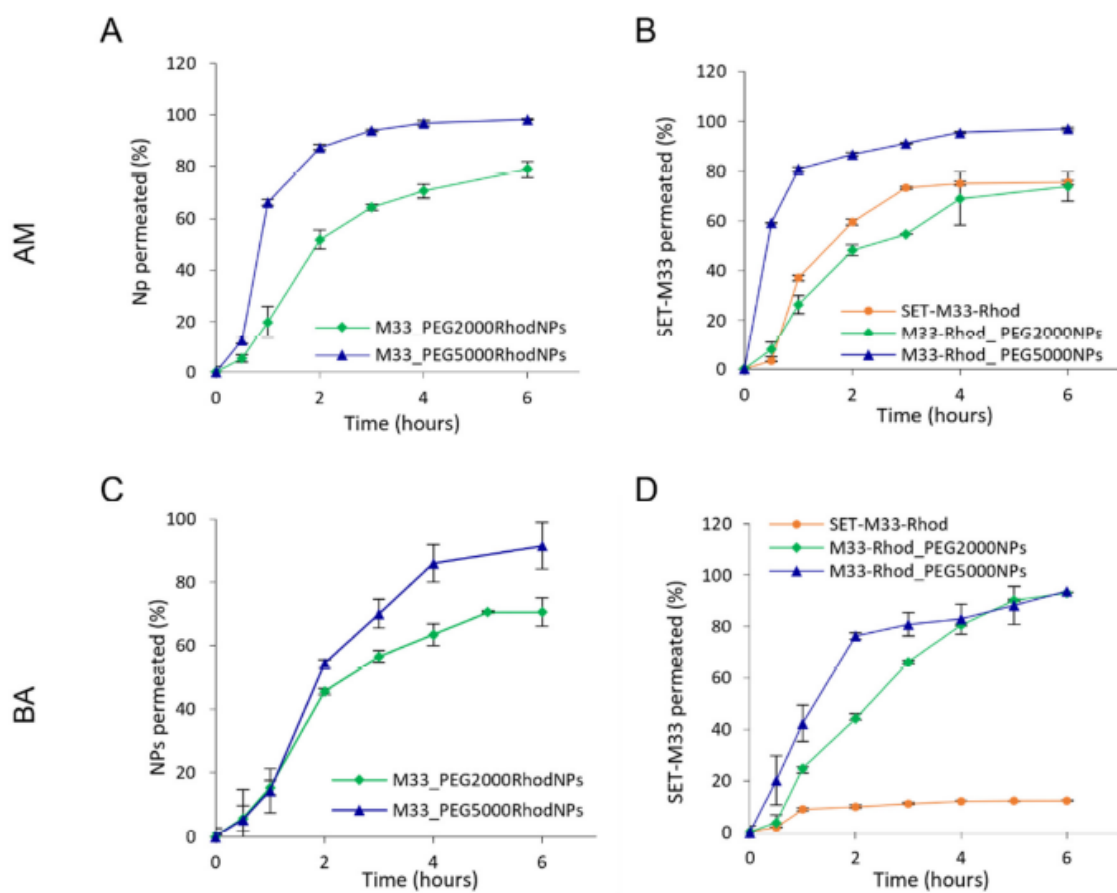 A
B
AM
120
100
80
60
40
20
0
Np permeated (%)
M33_PEG2000RhodNPs
M33_PEG5000RhodNPs
0 2 4 6
Time (hours)
120
100
80
60
40
20
0
SET-M33 permeated (%)
SET-M33-Rhod
M33-Rhod_PEG2000NPs
M33-Rhod_PEG5000NPs
0 2 4 6
Time (hours)
C
D
BA
100
80
60
40
20
0
NPs permeated (%)
M33_PEG2000RhodNPs
M33_PEG5000RhodNPs
0 2 4 6
Time (hours)
120
100
80
60
40
20
0
SET-M33 permeated (%)
SET-M33-Rhod
M33-Rhod_PEG2000NPs
M33-Rhod_PEG5000NPs
0 2 4 6
Time (hours)